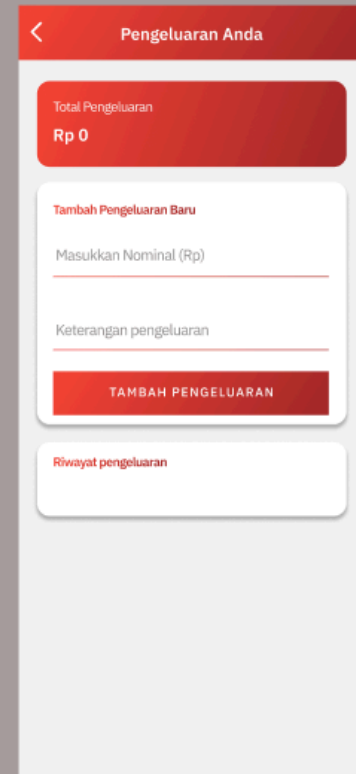 Pengeluaran Anda
Total Pengeluaran
Rp 0
Tambah Pengeluaran Baru
Masukkan Nominal (Rp)
Keterangan pengeluaran
TAMBAH PENGELUARAN
Riwayat pengeluaran